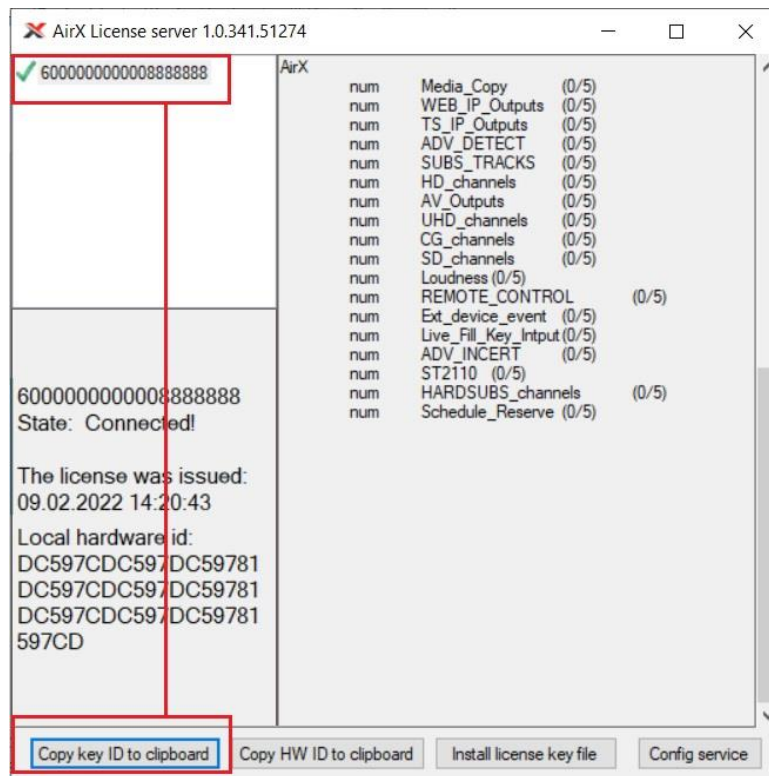 AirX License server 1.0.341.51274
6000000000008888888
AirX
num Media_Copy (0/5)
num WEB_IP_Outputs (0/5)
num TS_IP_Outputs (0/5)
num ADV_DETECT (0/5)
num SUBS_TRACKS (0/5)
num HD_channels (0/5)
num AV_Outputs (0/5)
num UHD_channels (0/5)
num CG_channels (0/5)
num SD_channels (0/5)
num Loudness (0/5)
num REMOTE_CONTROL (0/5)
num Ext_device_event (0/5)
num Live_Fill_Key_Intput (0/5)
num ADV_INCERT (0/5)
num ST2110 (0/5)
num HARDSUBS_channels (0/5)
num Schedule_Reserve (0/5)
6000000000008888888
State: Connected!
The license was issued:
09.02.2022 14:20:43
Local hardware id:
DC597CDC597DC59781
DC597CDC597DC59781
DC597CDC597DC59781
597CD
Copy key ID to clipboard
Copy HW ID to clipboard
Install license key file
Config service